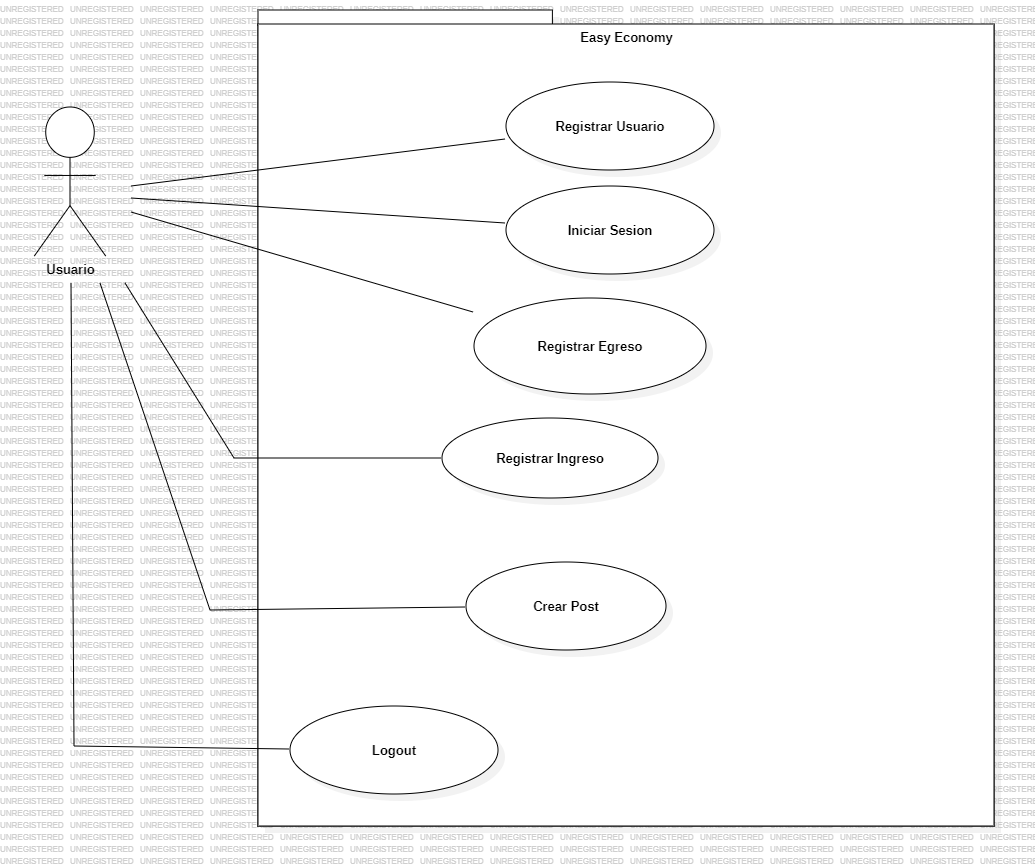 Easy Economy
Registrar Usuario
Iniciar Sesion
Usuario
Registrar Egreso
Registrar Ingreso
Crear Post
Logout
UNREGISTERED